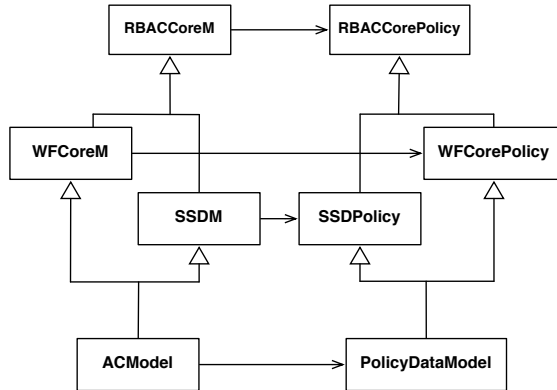 RBACCoreM
RBACCorePolicy
WFCoreM
WFCorePolicy
SSDM
SSDPolicy
ACModel
PolicyDataModel